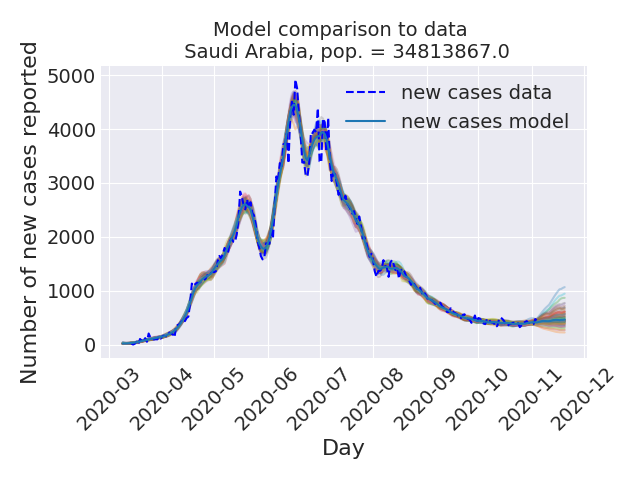 Model comparison to data
Saudi Arabia, pop. = 34813867.0
Number of new cases reported
5000
4000
3000
2000
1000
0
new cases data
new cases model
2020-03
2020-04
2020-05
2020-06
2020-07
2020-08
2020-09
2020-10
2020-11
2020-12
Day